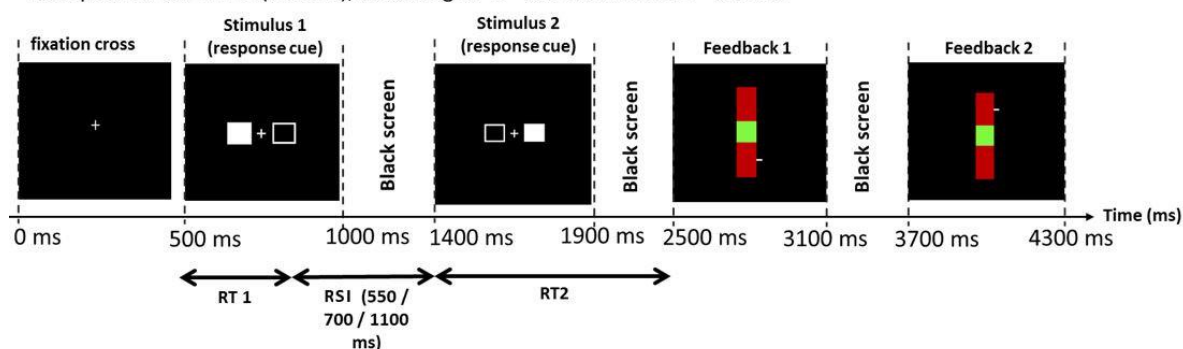 fixation cross
Stimulus 1
(response cue)
Black screen
Stimulus 2
(response cue)
Black screen
Feedback 1
Black screen
Feedback 2
Time (ms)
0 ms
500 ms
1000 ms
1400 ms
1900 ms
2500 ms
3100 ms
3700 ms
4300 ms
RT 1
RSI (550 /
700 / 1100
ms)
RT2